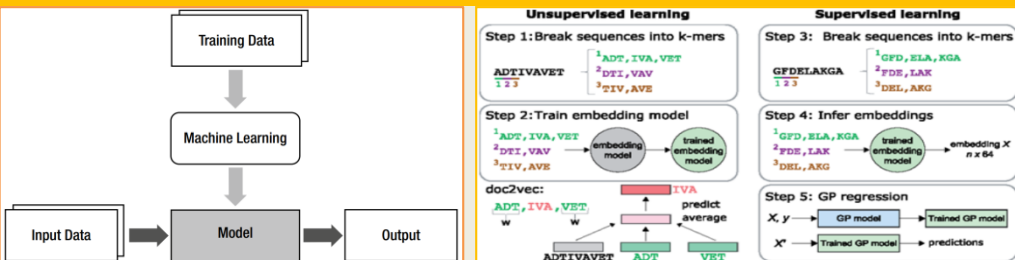 Training Data
Machine Learning
Input Data
Model
Output
Unsupervised learning
Step 1:Break sequences into k-mers
ADTIVAVET
1 2 3
1ADT,IVA,VET
2DTI,VAV
3TIV,AVE
Step 2:Train embedding model
1ADT,IVA,VET
2DTI,VAV
3TIV,AVE
embedding
model
trained
embedding
model
doc2vec:
ADT,IVA,VET
w w
IVA
predict
average
ADTIVAVET ADT VET
Supervised learning
Step 3: Break sequences into k-mers
GFDELAKGA
1 2 3
1GFD,ELA,KGA
2FDE,LAK
3DEL,AKG
Step 4: Infer embeddings
1GFD,ELA,KGA
2FDE,LAK
3DEL,AKG
trained
embedding
model
embedding X
n x 64
Step 5: GP regression
X, y GP model Trained GP model
X* Trained GP model predictions